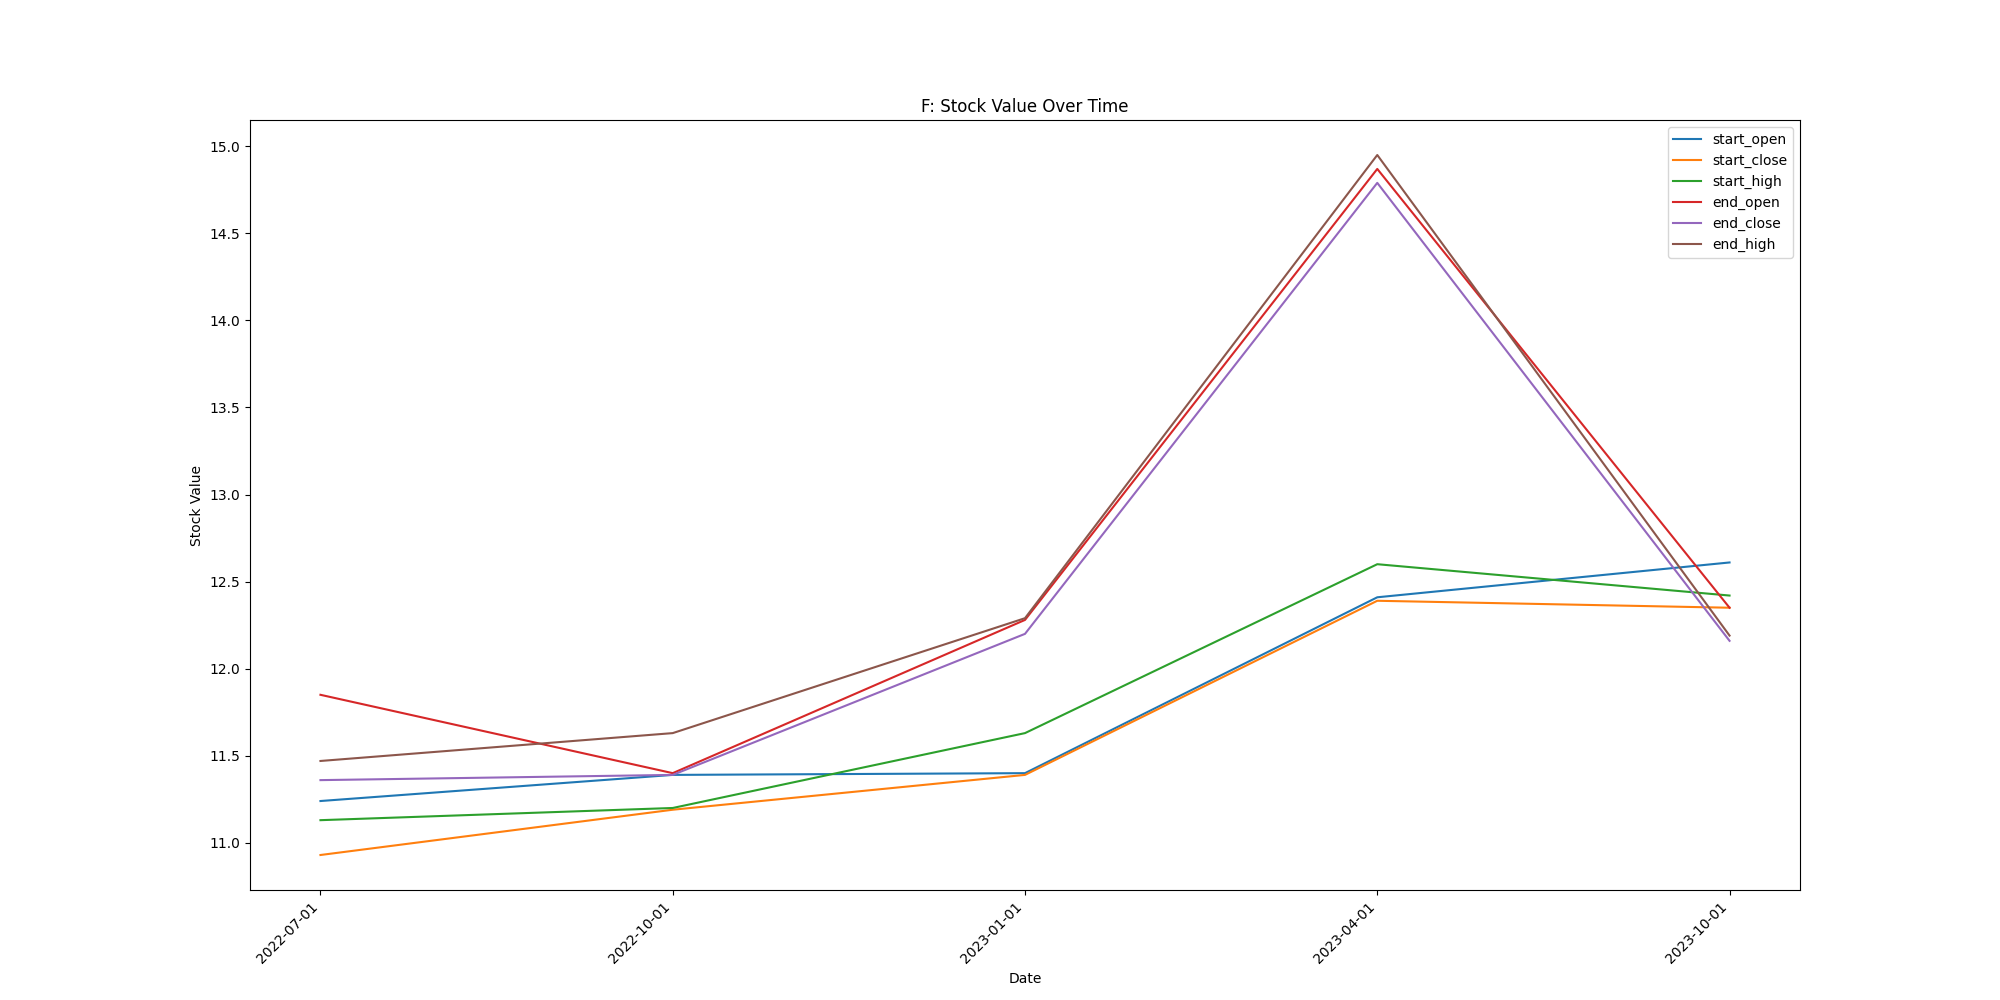 F: Stock Value Over Time
start_open
start_close
start_high
end_open
end_close
end_high
15.0
14.5
14.0
13.5
13.0
12.5
12.0
11.5
11.0
Stock Value
2022-07-01
2022-10-01
2023-01-01
2023-04-01
2023-10-01
Date